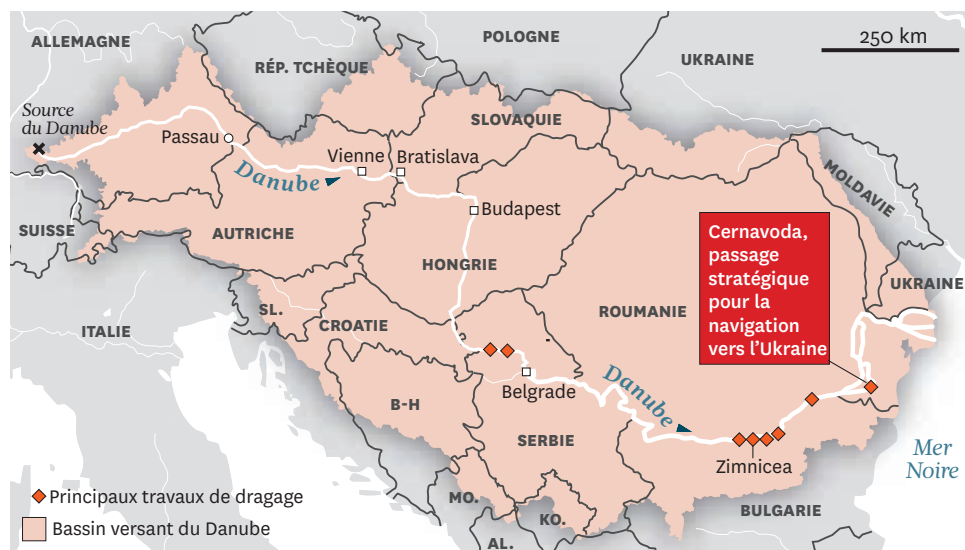 ALLEMAGNE
POLOGNE
250 km
UKRAINE
RÉP. TCHÈQUE
Source
du Danube
SLOVAQUIE
Passau
Vienne
Bratislava
Danube
MOLDAVIE
Budapest
SUISSE
AUTRICHE
Cernavoda,
passage
stratégique
pour la
navigation
vers l'Ukraine
HONGRIE
UKRAINE
SL.
ROUMANIE
ITALIE
CROATIE
Belgrade
Danube
B-H
SERBIE
Zimnicea
Mer
Noire
Principaux travaux de dragage
MO.
BULGARIE
KO.
Bassin versant du Danube
AL.